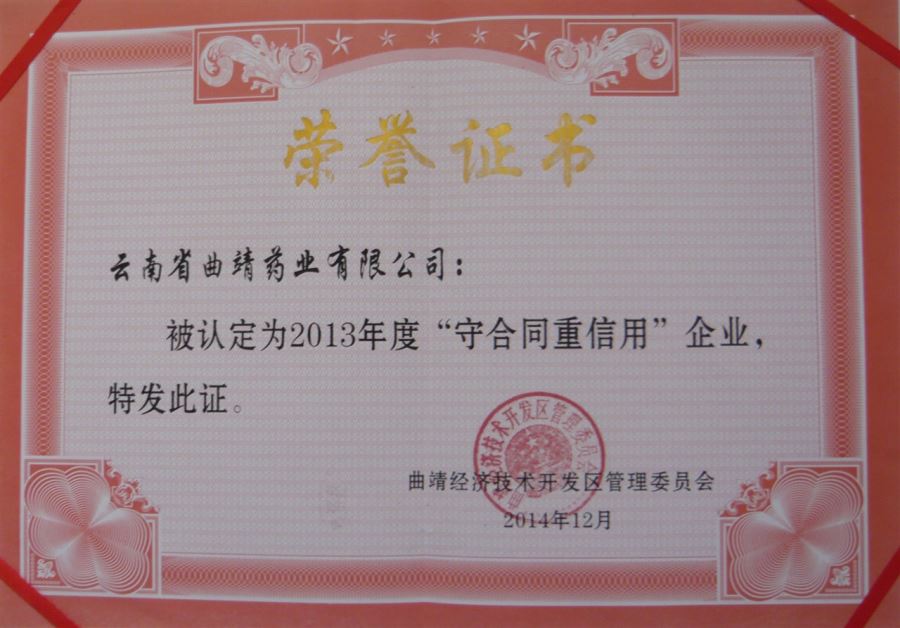 荣誉证书
云南省曲靖药业有限公司：
被认定为2013年度“守合同重信用”企业，
特发此证。
曲靖经济技术开发区管理委员会
2014年12月